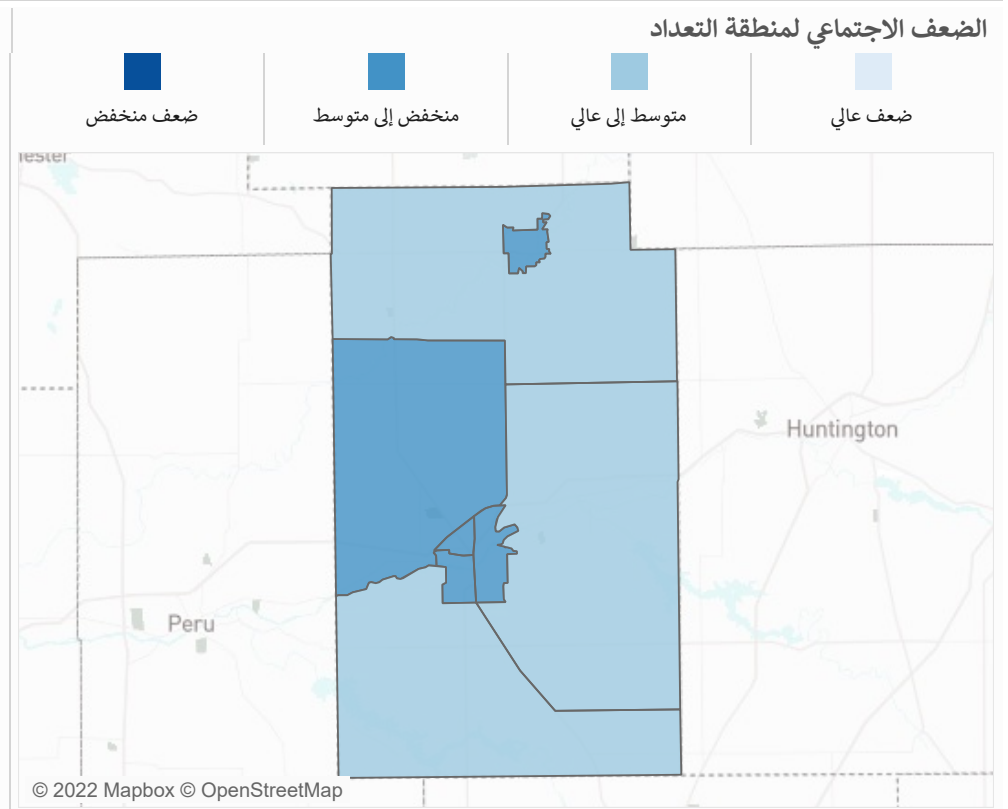 الضعف الاجتماعي لمنطقة التعداد
ضعف عالي
متوسط إلى عالي
منخفض إلى متوسط
ضعف منخفض
Huntington
Peru
© 2022 Mapbox © OpenStreetMap